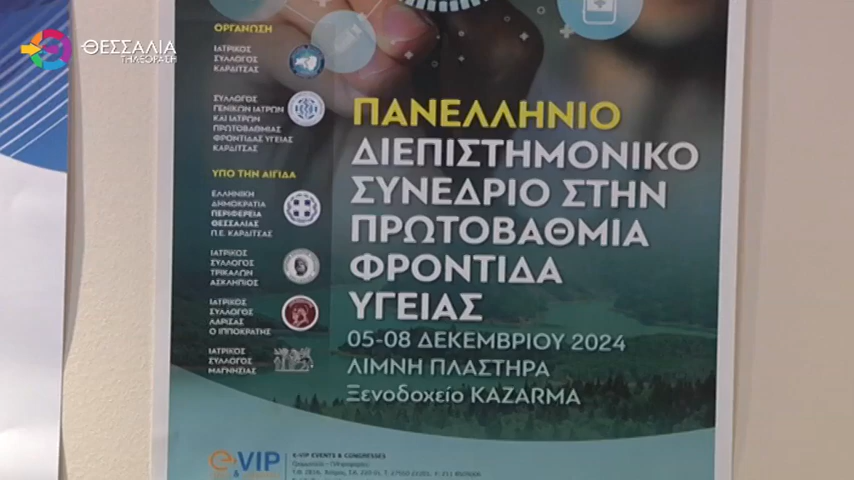 ΘΕΣΣΑΛΙΑ
ΤΗΛΕΟΡΑΣΗ
ΟΡΓΑΝΩΣΗ
ΙΑΤΡΙΚΟΣ
ΣΥΛΛΟΓΟΣ
ΚΑΡΔΙΤΣΑΣ
ΣΥΛΛΟΓΟΣ
ΓΕΝΙΚΩΝ ΙΑΤΡΩΝ
ΚΑΙ ΙΑΤΡΩΝ
ΠΡΩΤΟΒΑΘΜΙΑΣ
ΦΡΟΝΤΙΔΑΣ ΥΓΕΙΑΣ
ΚΑΡΔΙΤΣΑΣ
ΥΠΟ ΤΗΝ ΑΙΓΙΔΑ
ΕΛΛΗΝΙΚΗ
ΔΗΜΟΚΡΑΤΙΑ
ΠΕΡΙΦΕΡΕΙΑ
ΘΕΣΣΑΛΙΑΣ
Π.Ε. ΚΑΡΔΙΤΣΑΣ
ΙΑΤΡΙΚΟΣ
ΣΥΛΛΟΓΟΣ
ΤΡΙΚΑΛΩΝ
ΑΣΚΛΗΠΙΟΣ
ΙΑΤΡΙΚΟΣ
ΣΥΛΛΟΓΟΣ
ΛΑΡΙΣΑΣ
Ο ΙΠΠΟΚΡΑΤΗΣ
ΙΑΤΡΙΚΟΣ
ΣΥΛΛΟΓΟΣ
ΜΑΓΝΗΣΙΑΣ
ΠΑΝΕΛΛΗΝΙΟ
ΔΙΕΠΙΣΤΗΜΟΝΙΚΟ
ΣΥΝΕΔΡΙΟ ΣΤΗΝ
ΠΡΩΤΟΒΑΘΜΙΑ
ΦΡΟΝΤΙΔΑ
ΥΓΕΙΑΣ
05-08 ΔΕΚΕΜΒΡΙΟΥ 2024
ΛΙΜΝΗ ΠΛΑΣΤΗΡΑ
Ξενοδοχείο KAZARMA
e-VIP
e-VIP EVENTS & CONGRESSES